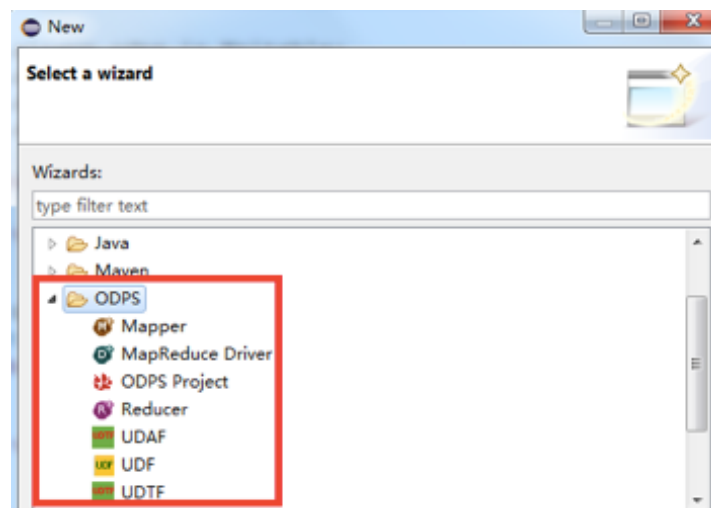 New
Select a wizard
Wizards:
type filter text
Java
Maven
ODPS
Mapper
MapReduce Driver
ODPS Project
Reducer
UDAF
UDF UDF
UDTF